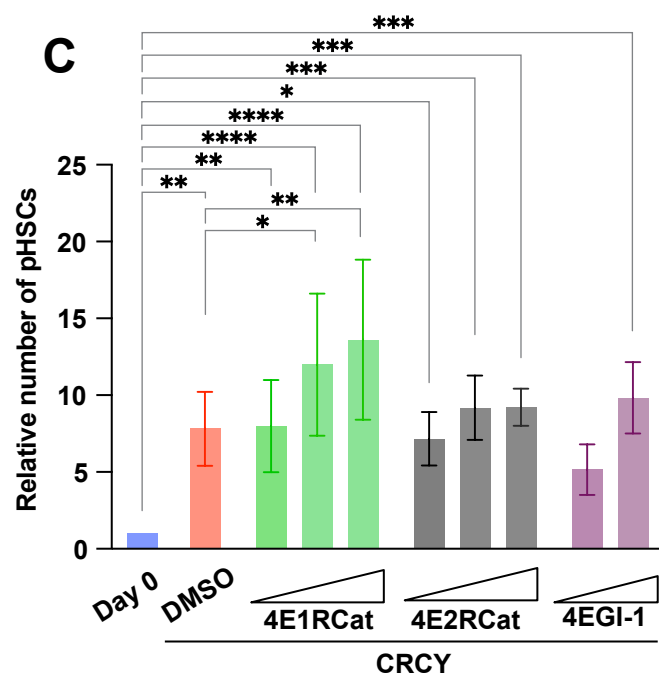 C
***
***
***
*
****
****
**
**
**
*
Relative number of pHSCs
25
20
15
10
5
0
Day 0
DMSO
4E1RCat
4E2RCat
4EGI-1
CRCY